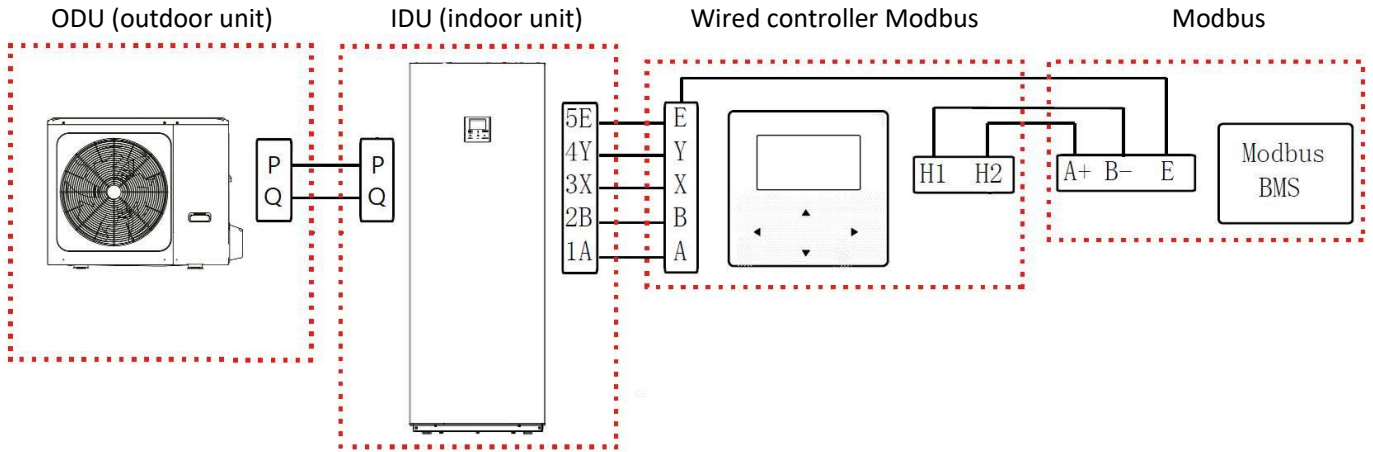 ODU (outdoor unit)
IDU (indoor unit)
Wired controller Modbus
Modbus
P
Q
P
Q
5E
4Y
3X
2B
1A
E
Y
X
B
A
H1 H2
A+ B- E
Modbus
BMS